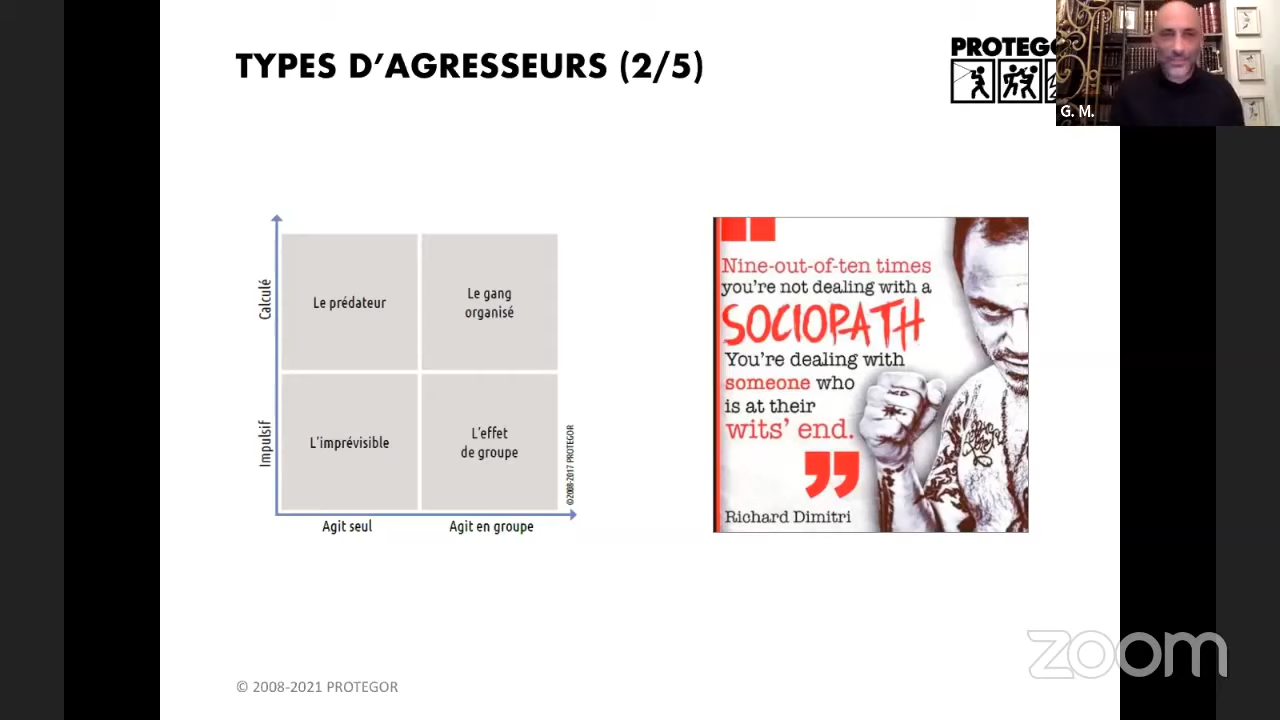 TYPES D’AGRESSEURS (2/5)
PROTEGO
G. M.
Calculé
Impulsif
Le prédateur
Le gang
organisé
L’imprévisible
L’effet
de groupe
©2008-2017 PROTEGOR
Agit seul
Agit en groupe
Nine-out-of-ten times
you're not dealing with a
SOCIOPATH
You're dealing with
someone who
is at their
wits’ end.
”
Richard Dimitri
zoom
© 2008-2021 PROTEGOR